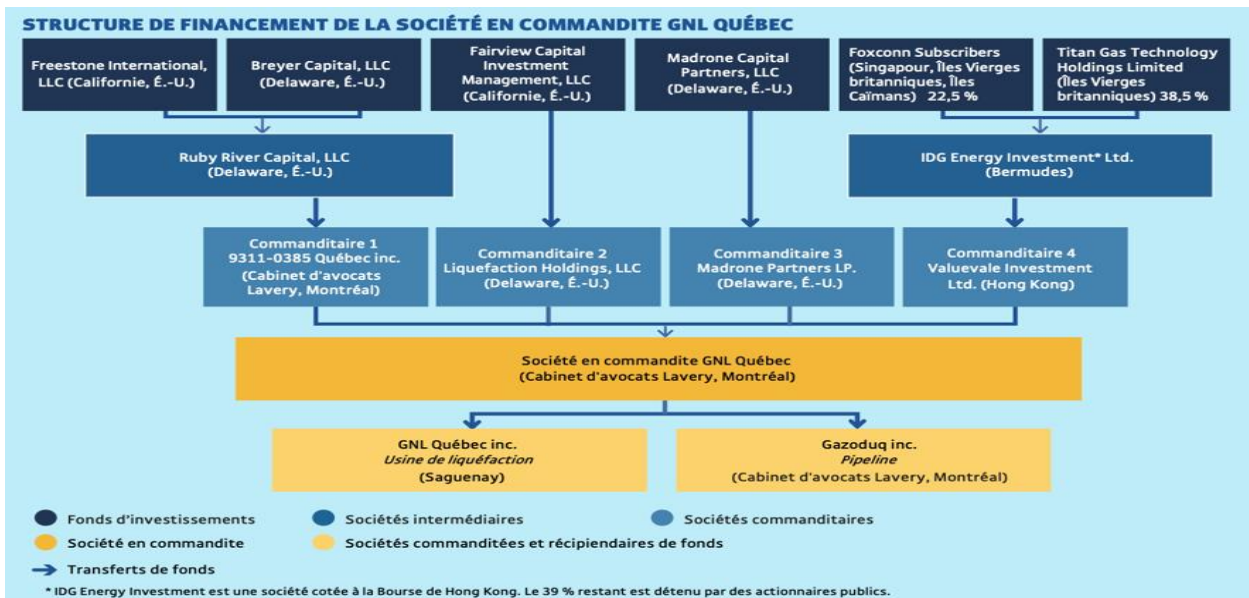 STRUCTURE DE FINANCEMENT DE LA SOCIÉTÉ EN COMMANDITE GNL QUÉBEC
Freestone International,
LLC (Californie, É.-U.)
Breyer Capital, LLC
(Delaware, É.-U.)
Fairview Capital
Investment
Management, LLC
(Californie, É.-U.)
Madrone Capital
Partners, LLC
(Delaware, É.-U.)
Foxconn Subscribers
(Singapour, Îles Vierges
britanniques, Îles
Caïmans) 22,5 %
Titan Gas Technology
Holdings Limited
(Îles Vierges
britanniques) 38,5 %
Ruby River Capital, LLC
(Delaware, É.-U.)
IDG Energy Investment* Ltd.
(Bermudes)
Commanditaire 1
9311-0385 Québec inc.
(Cabinet d'avocats
Lavery, Montréal)
Commanditaire 2
Liquefaction Holdings, LLC
(Delaware, É.-U.)
Commanditaire 3
Madrone Partners LP.
(Delaware, É.-U.)
Commanditaire 4
Valuevale Investment
Ltd. (Hong Kong)
Société en commandite GNL Québec
(Cabinet d'avocats Lavery, Montréal)
GNL Québec inc.
Usine de liquéfaction
(Saguenay)
Gazoduq inc.
Pipeline
(Cabinet d'avocats Lavery, Montréal)
Fonds d'investissements
Sociétés intermédiaires
Sociétés commanditaires
Société en commandite
Sociétés commanditées et récipiendaires de fonds
Transferts de fonds
* IDG Energy Investment est une société cotée à la Bourse de Hong Kong. Le 39 % restant est détenu par des actionnaires publics.